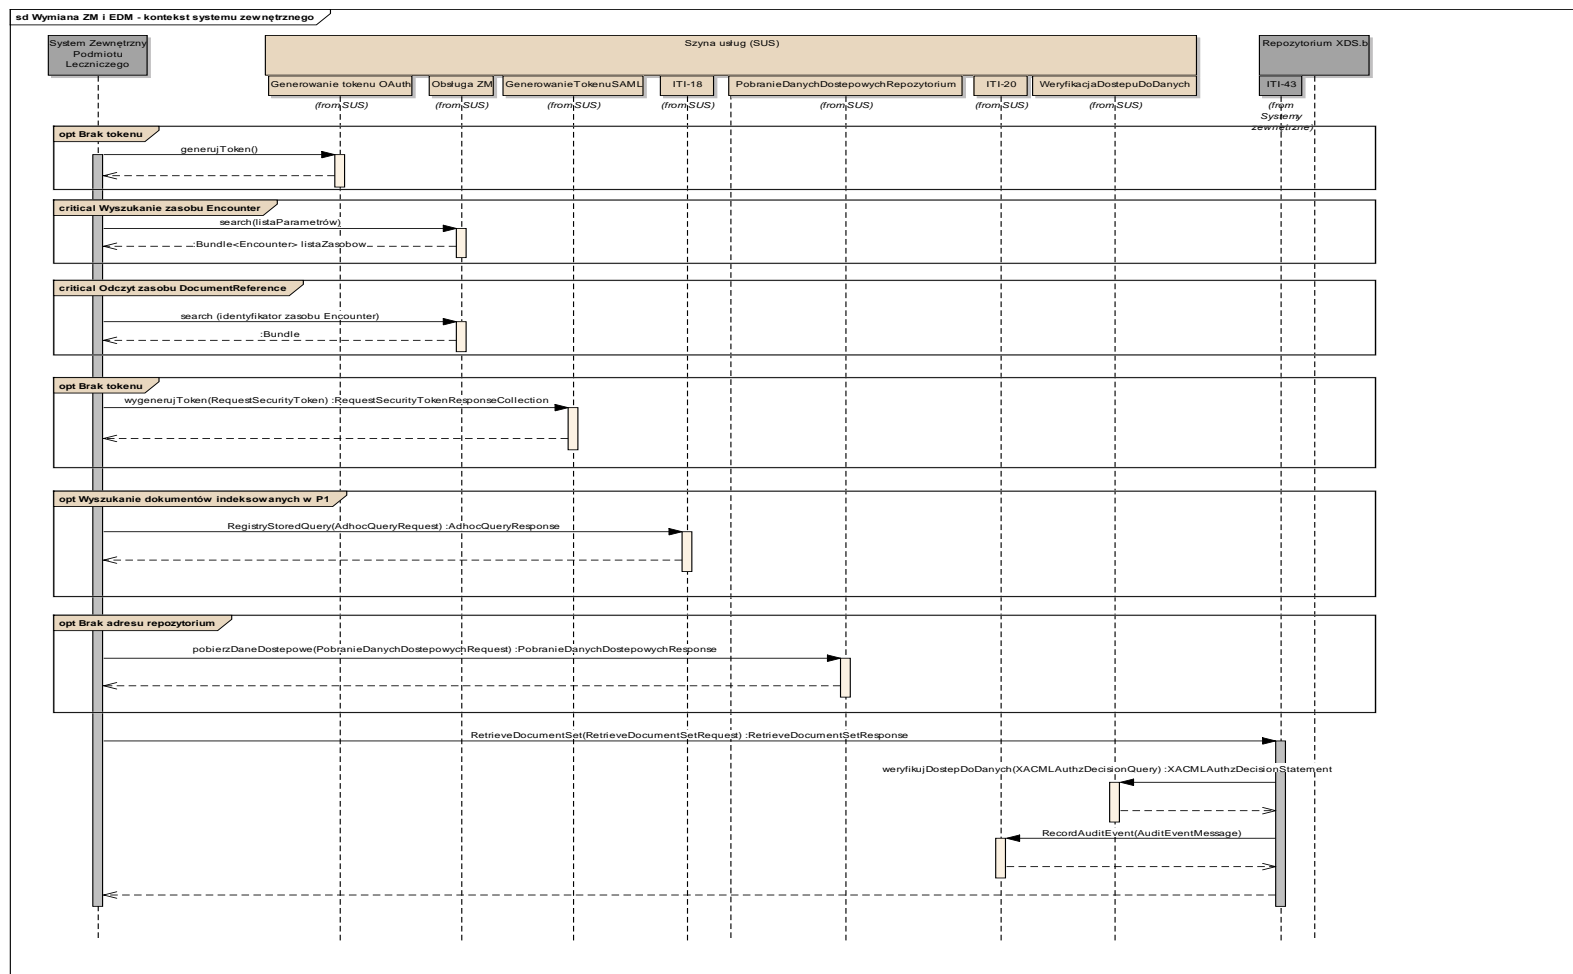 sd Wymiana ZM i EDM - kontekst systemu zewnętrznego
System Zewnętrzny
Podmiotu
Leczniczego
Szyna usług (SUS)
Repozytorium XDS.b
Generowanie tokenu OAuth
Obsługa ZM
GenerowanieTokenuSAML
ITI-18
PobranieDanychDostepowychRepozytorium
ITI-20
WeryfikacjaDostepuDoDanych
ITI-43
(from SUS)
(from SUS)
(from SUS)
(from SUS)
(from SUS)
(from SUS)
(from SUS)
(from
Systemy
zewnętrzne)
opt Brak tokenu
generujToken()
critical Wyszukanie zasobu Encounter
search(listaParametrów)
:Bundle<Encounter> listaZasobow
critical Odczyt zasobu DocumentReference
search (identyfikator zasobu Encounter)
:Bundle
opt Brak tokenu
wygenerujToken(RequestSecurityToken) :RequestSecurityTokenResponseCollection
opt Wyszukanie dokumentów indeksowanych w P1
RegistryStoredQuery(AdhocQueryRequest) :AdhocQueryResponse
opt Brak adresu repozytorium
pobierzDaneDostepowe(PobranieDanychDostepowychRequest) :PobranieDanychDostepowychResponse
RetrieveDocumentSet(RetrieveDocumentSetRequest) :RetrieveDocumentSetResponse
weryfikujDostepDoDanych(XACMLAuthzDecisionQuery) :XACMLAuthzDecisionStatement
RecordAuditEvent(AuditEventMessage)